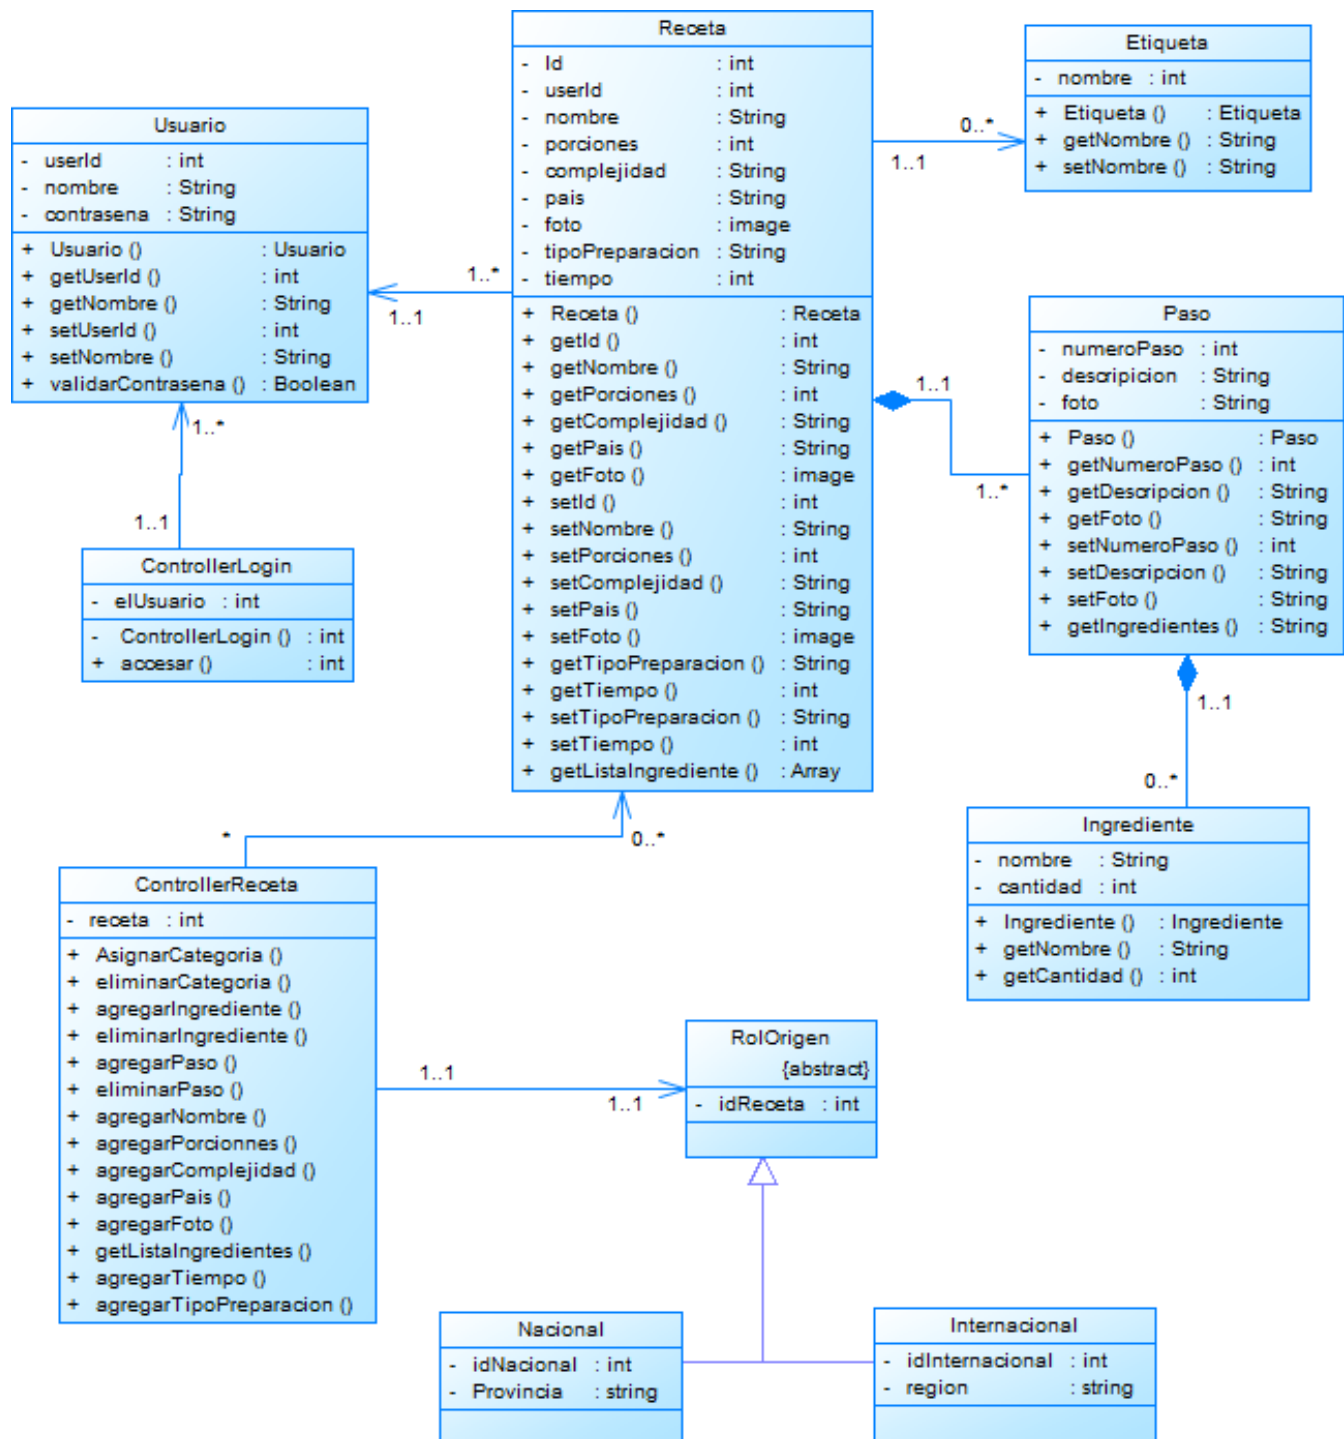 Receta
- Id : int
- userId : int
- nombre : String
- porciones : int
- complejidad : String
- pais : String
- foto : image
- tipoPreparacion : String
- tiempo : int
+ Receta () : Receta
+ getId () : int
+ getNombre () : String
+ getPorciones () : int
+ getComplejidad () : String
+ getPais () : String
+ getFoto () : image
+ setId () : int
+ setNombre () : String
+ setPorciones () : int
+ setComplejidad () : String
+ setPais () : String
+ setFoto () : image
+ getTipoPreparacion () : String
+ getTiempo () : int
+ setTipoPreparacion () : String
+ setTiempo () : int
+ getListaIngrediente () : Array
Etiqueta
- nombre : int
+ Etiqueta () : Etiqueta
+ getNombre () : String
+ setNombre () : String
0..*
1..1
Usuario
- userId : int
- nombre : String
- contrasena : String
+ Usuario () : Usuario
+ getUserId () : int
+ getNombre () : String
+ setUserId () : int
+ setNombre () : String
+ validarContrasena () : Boolean
1..*
1..1
1..*
1..1
ControllerLogin
- elUsuario : int
- ControllerLogin () : int
+ accesar () : int
Paso
- numeroPaso : int
- descripicion : String
- foto : String
+ Paso () : Paso
+ getNumeroPaso () : int
+ getDescripcion () : String
+ getFoto () : String
+ setNumeroPaso () : int
+ setDescripcion () : String
+ setFoto () : String
+ getIngredientes () : String
1..1
1..*
1..1
0..*
Ingrediente
- nombre : String
- cantidad : int
+ Ingrediente () : Ingrediente
+ getNombre () : String
+ getCantidad () : int
*
0..*
ControllerReceta
- receta : int
+ AsignarCategoria ()
+ eliminarCategoria ()
+ agregarIngrediente ()
+ eliminarIngrediente ()
+ agregarPaso ()
+ eliminarPaso ()
+ agregarNombre ()
+ agregarPorcionnes ()
+ agregarComplejidad ()
+ agregarPais ()
+ agregarFoto ()
+ getListaIngredientes ()
+ agregarTiempo ()
+ agregarTipoPreparacion ()
1..1
1..1
RolOrigen
{abstract}
- idReceta : int
Nacional
- idNacional : int
- Provincia : string
Internacional
- idInternacional : int
- region : string